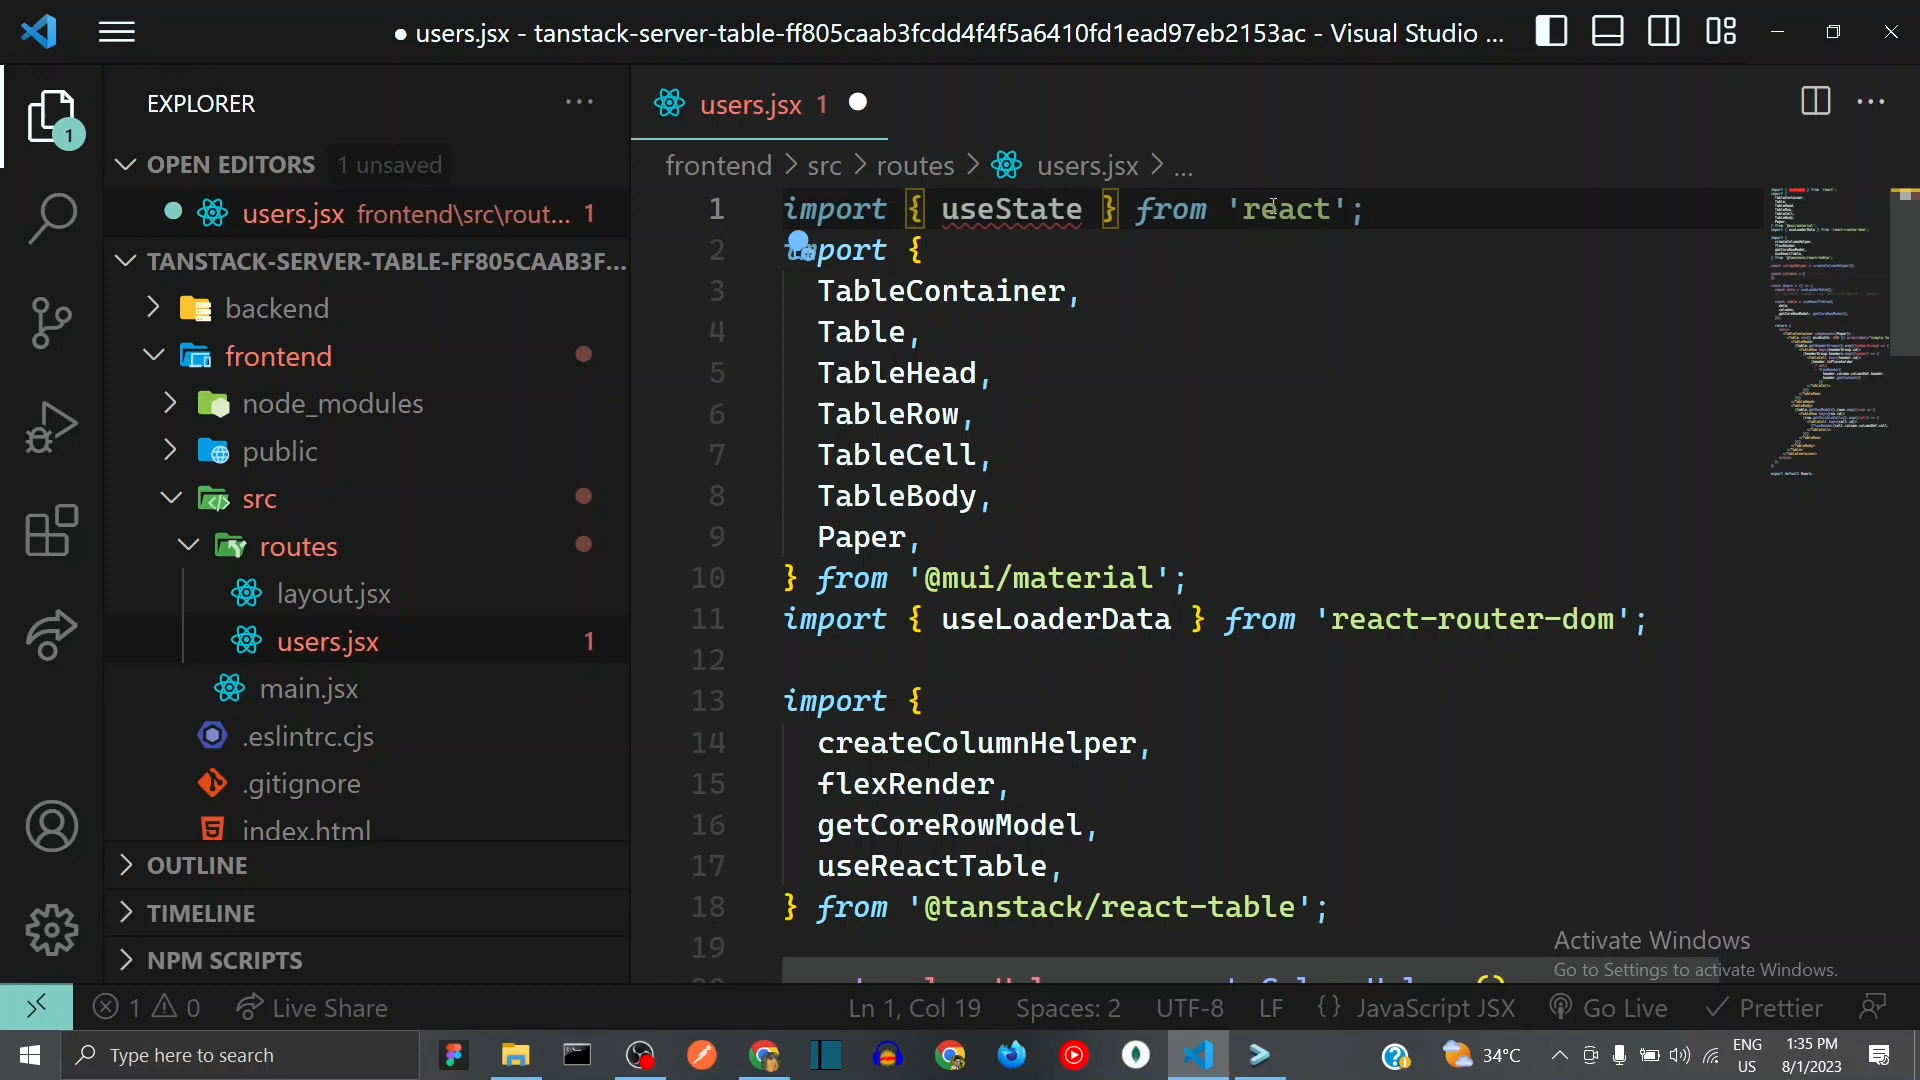 ● users.jsx - tanstack-server-table-ff805caab3fcdd4f4f5a6410fd1ead97eb2153ac - Visual Studio ...
EXPLORER
1
OPEN EDITORS 1 unsaved
users.jsx frontend\src\rout... 1
TANSTACK-SERVER-TABLE-FF805CAAB3F...
backend
frontend
node_modules
public
src
routes
layout.jsx
users.jsx 1
main.jsx
.eslintrc.cjs
.gitignore
index.html
OUTLINE
TIMELINE
NPM SCRIPTS
users.jsx 1
frontend > src > routes > users.jsx > ...
1 import { useState } from 'react';
2 import {
3 TableContainer,
4 Table,
5 TableHead,
6 TableRow,
7 TableCell,
8 TableBody,
9 Paper,
10 } from '@mui/material';
11 import { useLoaderData } from 'react-router-dom';
12
13 import {
14 createColumnHelper,
15 flexRender,
16 getCoreRowModel,
17 useReactTable,
18 } from '@tanstack/react-table';
19
Activate Windows
Go to Settings to activate Windows.
1 0 Live Share Ln 1, Col 19 Spaces: 2 UTF-8 LF {} JavaScript JSX Go Live Prettier
Type here to search 34°C ENG US 1:35 PM 8/1/2023